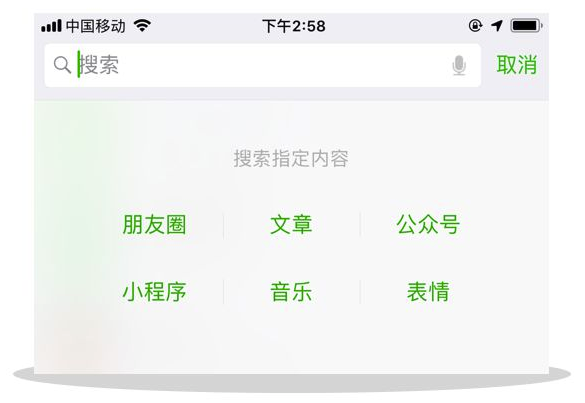 中国移动 下午2:58
搜索 取消
搜索指定内容
朋友圈 文章 公众号
小程序 音乐 表情